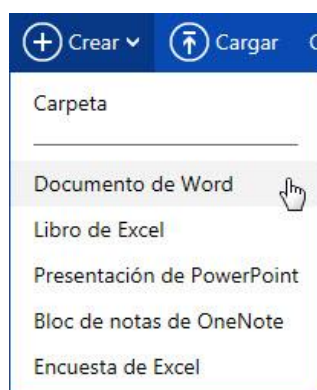 Crear Cargar
Carpeta
Documento de Word
Libro de Excel
Presentación de PowerPoint
Bloc de notas de OneNote
Encuesta de Excel